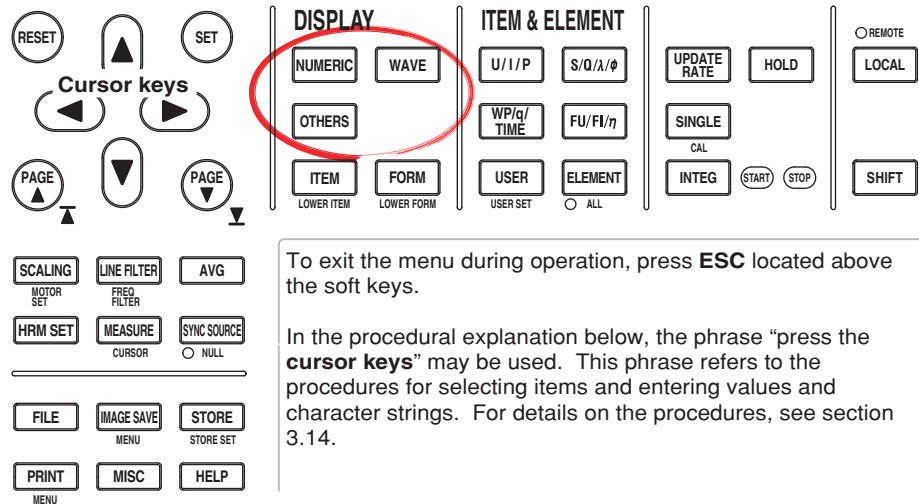 RESET
SET
Cursor keys
PAGE
PAGE
DISPLAY
NUMERIC
WAVE
OTHERS
ITEM
FORM
LOWER ITEM
LOWER FORM
ITEM & ELEMENT
U/I/P
S/Q/λ/ø
WP/q/
TIME
FU/FI/η
USER
ELEMENT
USER SET
ALL
UPDATE
RATE
HOLD
SINGLE
CAL
INTEG
START
STOP
REMOTE
LOCAL
SHIFT
SCALING
LINE FILTER
AVG
MOTOR
SET
FREQ
FILTER
HRM SET
MEASURE
SYNC SOURCE
CURSOR
NULL
FILE
IMAGE SAVE
STORE
MENU
STORE SET
PRINT
MISC
HELP
MENU
To exit the menu during operation, press ESC located above
the soft keys.
In the procedural explanation below, the phrase “press the
cursor keys” may be used. This phrase refers to the
procedures for selecting items and entering values and
character strings. For details on the procedures, see section
3.14.